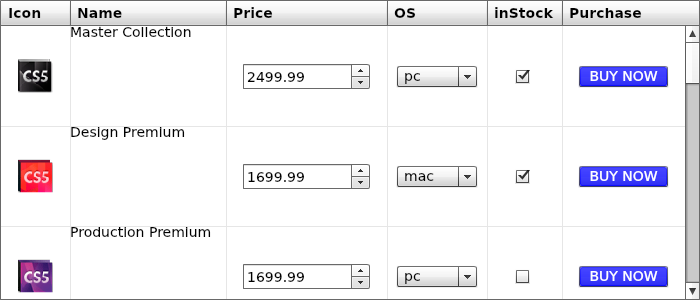 Icon Name Price OS inStock Purchase
Master Collection
CS5 2499.99 pc BUY NOW
Design Premium
CS5 1699.99 mac BUY NOW
Production Premium
CS5 1699.99 pc BUY NOW